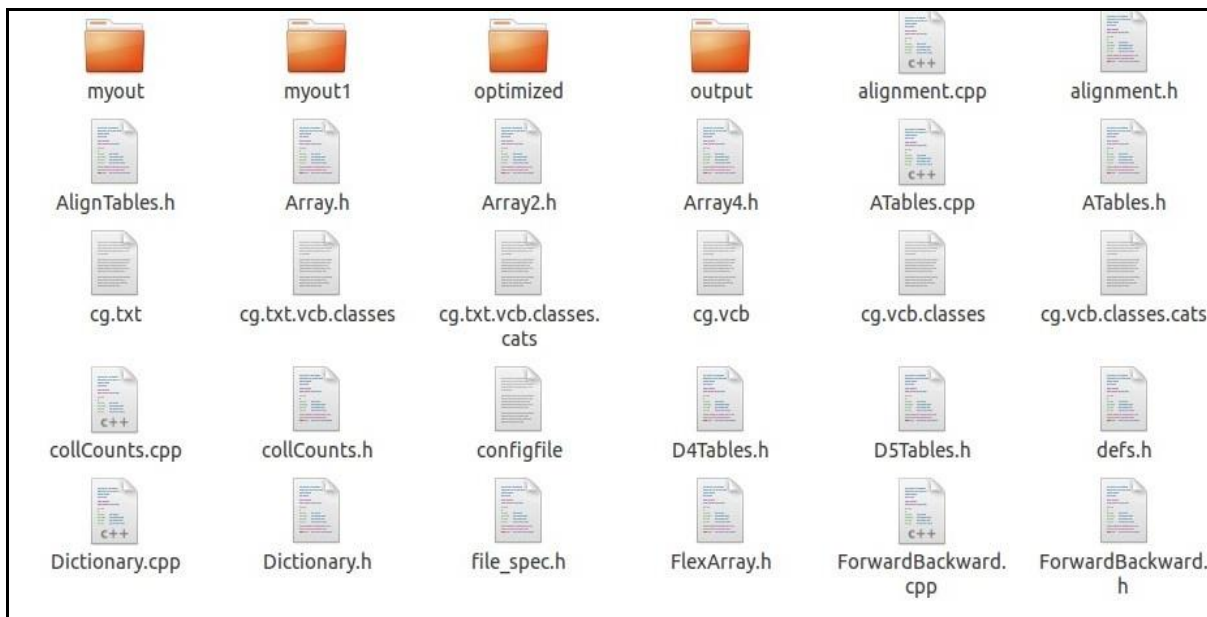 c++
myout myout1 optimized output alignment.cpp alignment.h
c++
AlignTables.h Array.h Array2.h Array4.h ATables.cpp ATables.h
cg.txt cg.txt.vcb.classes cg.txt.vcb.classes. cg.vcb cg.vcb.classes cg.vcb.classes.cats
cats
c++
collCounts.cpp collCounts.h configfile D4Tables.h D5Tables.h defs.h
c++ c++
Dictionary.cpp Dictionary.h file_spec.h FlexArray.h ForwardBackward. ForwardBackward.
cpp h